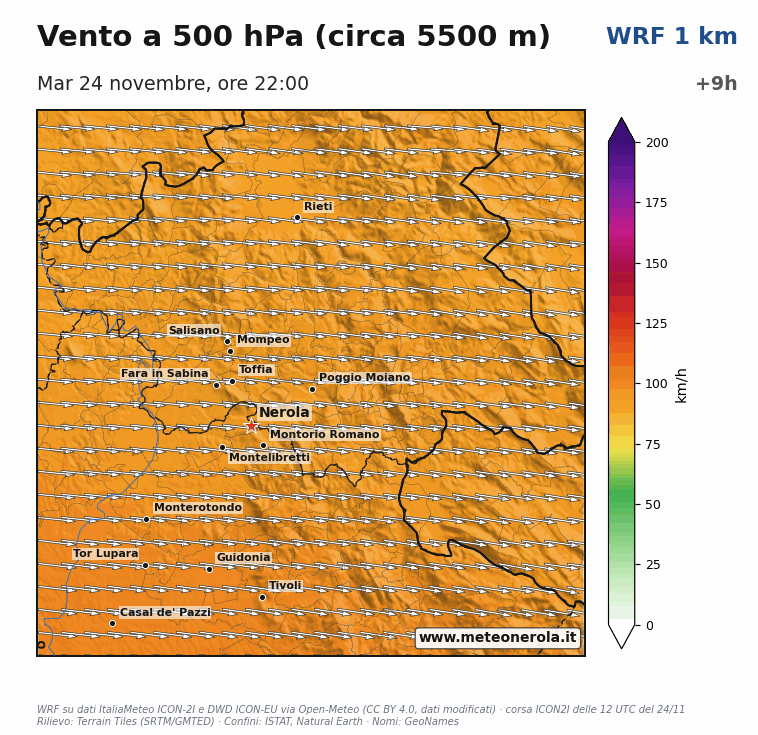 Vento a 500 hPa (circa 5500 m)
WRF 1 km
Mar 24 novembre, ore 22:00
+9h
Rieti
Salisano
Mompeo
Toffia
Fara in Sabina
Poggio Moiano
Nerola
Montorio Romano
Montelibretti
Monterotondo
Tor Lupara
Guidonia
Tivoli
Casal de' Pazzi
www.meteonerola.it
200
175
150
125
100
75
50
25
0
km/h
WRF su dati ItaliaMeteo ICON-2I e DWD ICON-EU via Open-Meteo (CC BY 4.0, dati modificati) · corsa ICON2I delle 12 UTC del 24/11
Rilievo: Terrain Tiles (SRTM/GMTED) · Confini: ISTAT, Natural Earth · Nomi: GeoNames